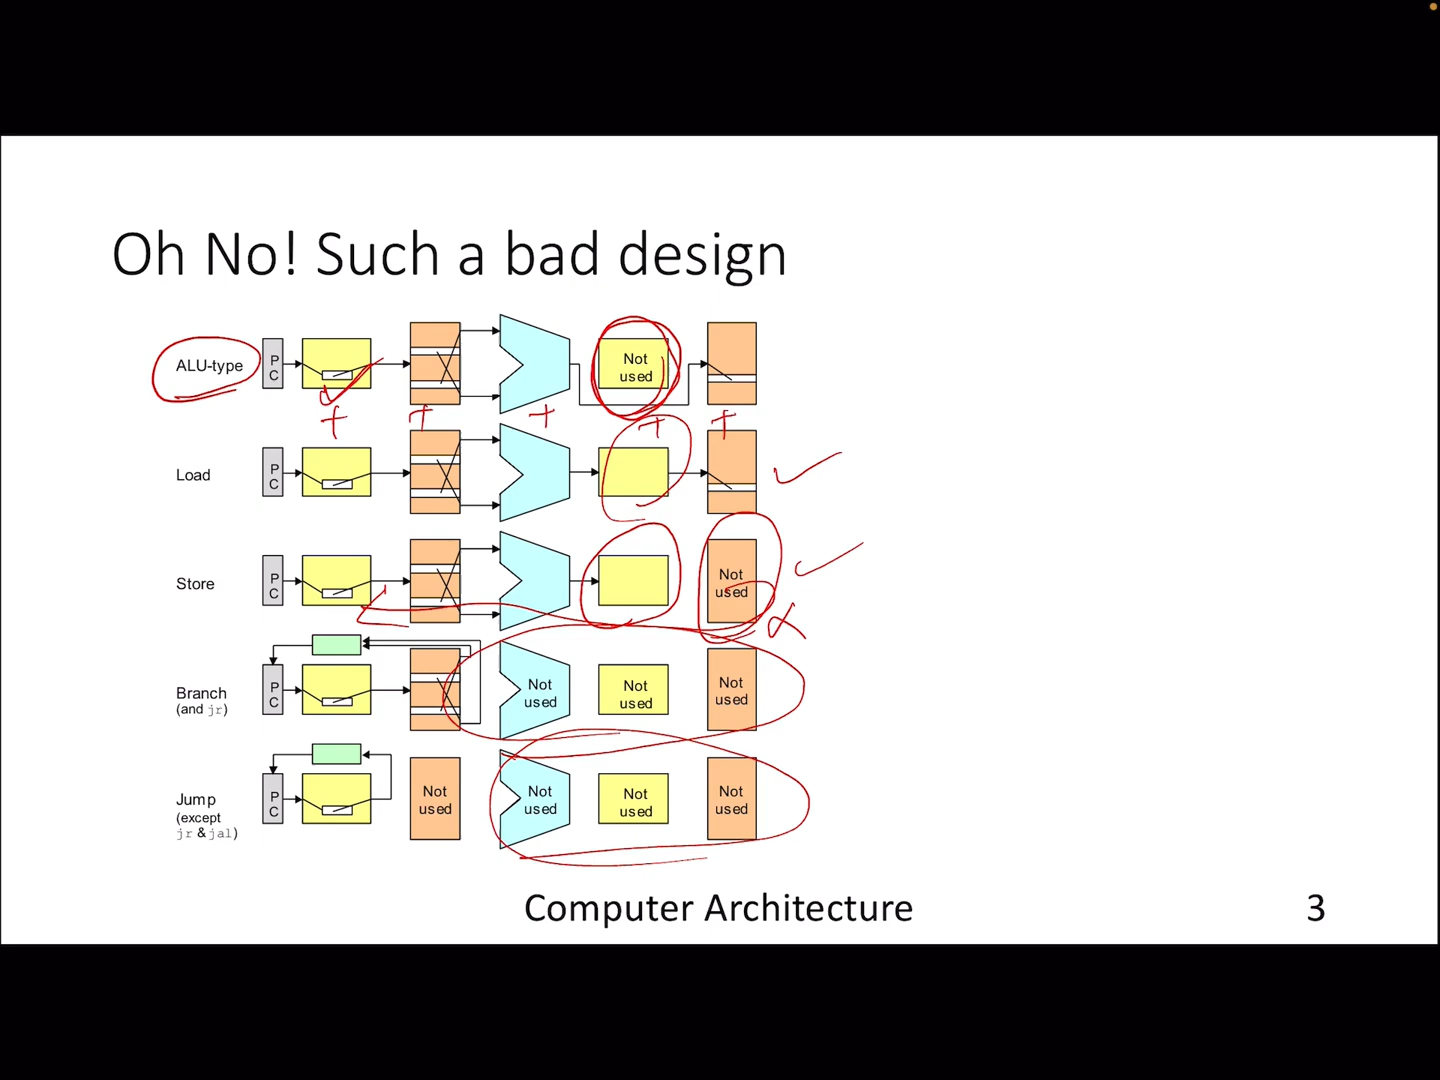 Oh No! Such a bad design
ALU-type
P
C
Not
used
+ + + + +
Load
P
C
Store
P
C
Not
used
Branch
(and jr)
P
C
Not
used
Not
used
Not
used
Jump
(except
jr & jal)
P
C
Not
used
Not
used
Not
used
Not
used
Computer Architecture
3